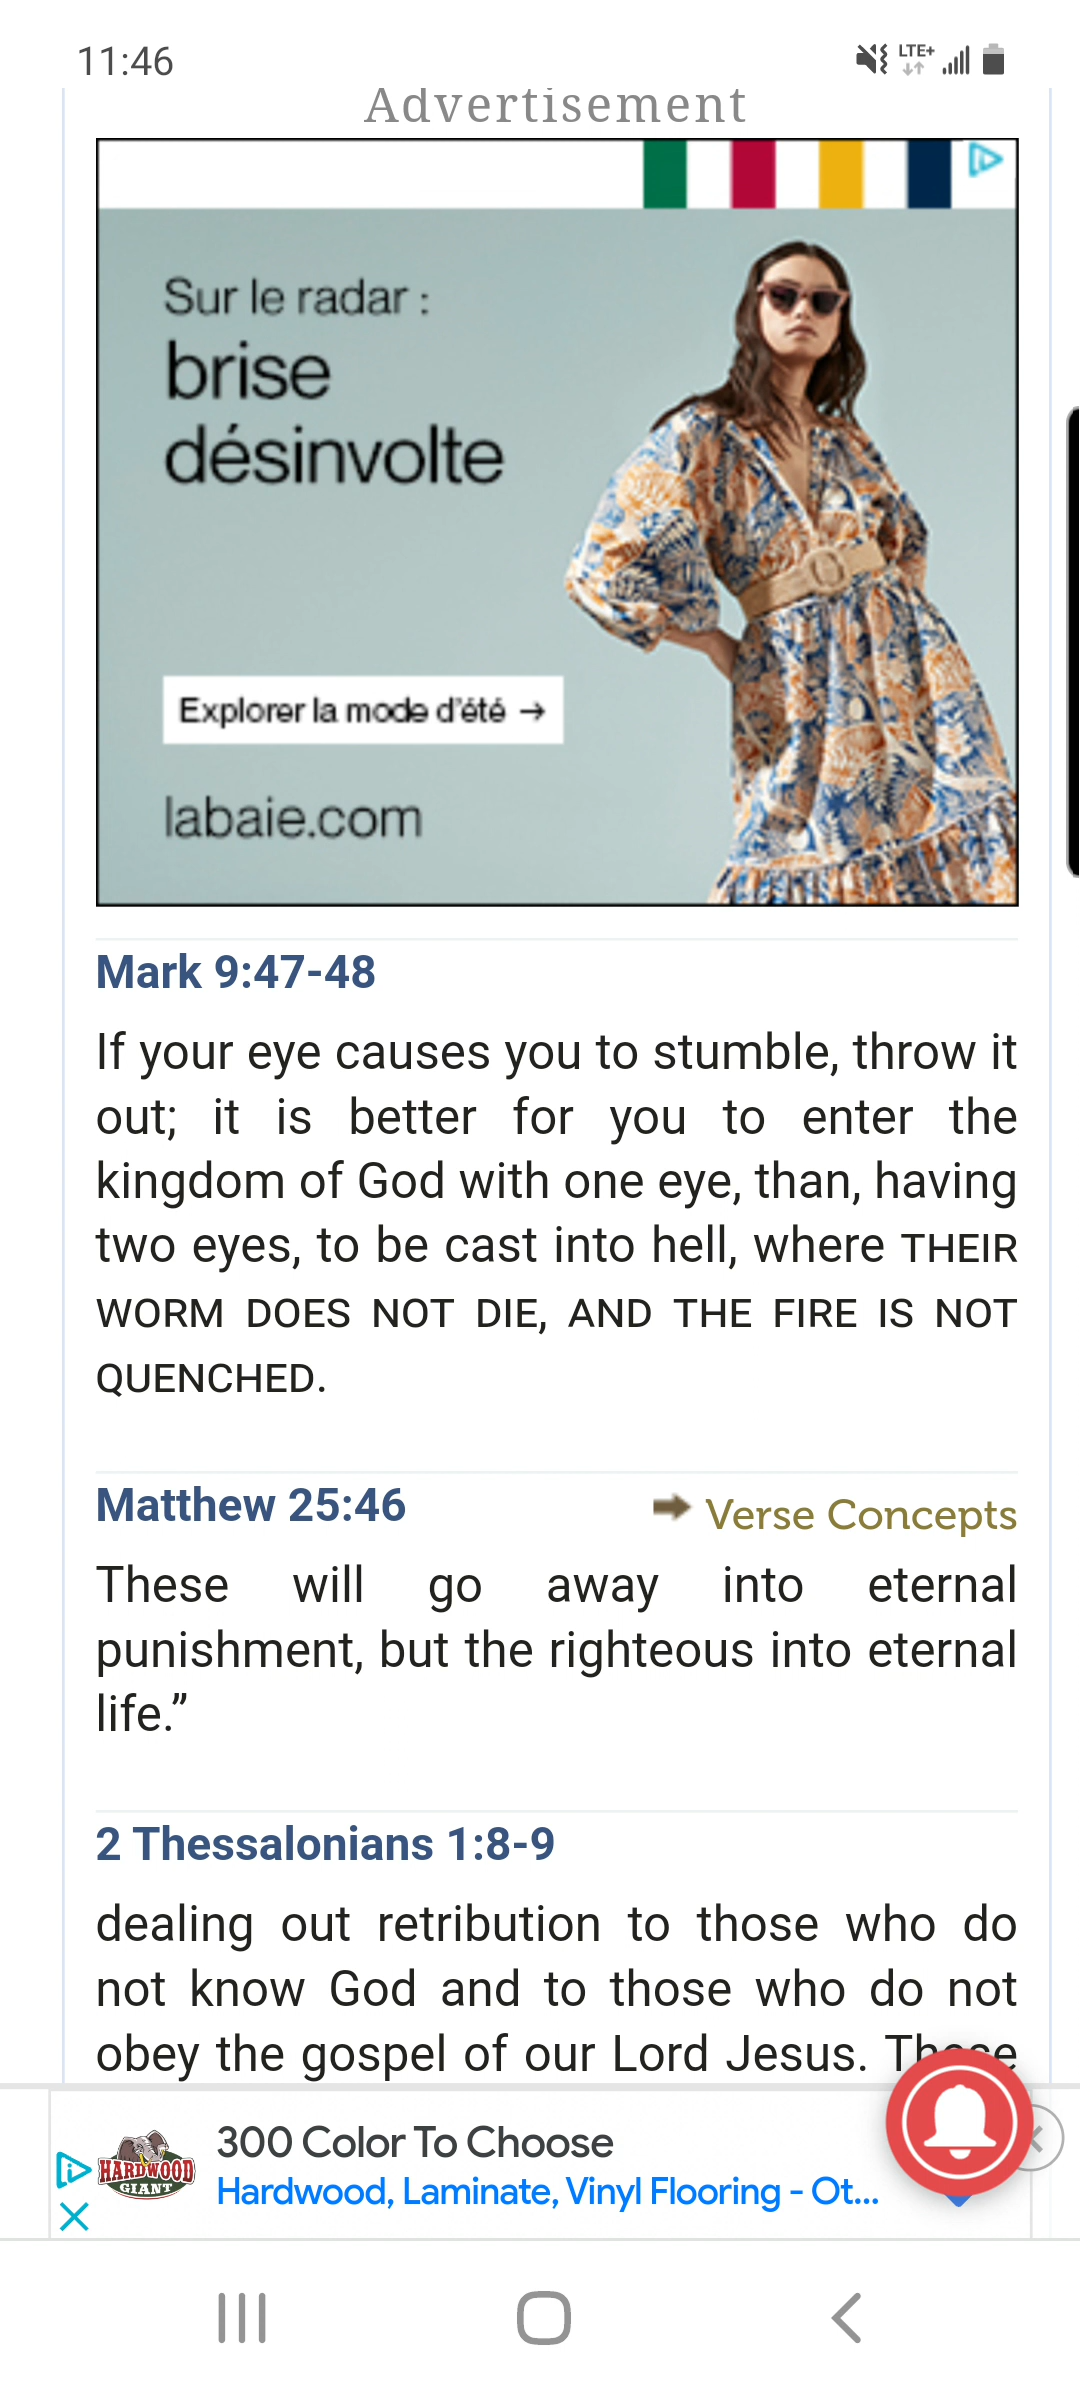 11:46
LTE+
Advertisement
Sur le radar :
brise
désinvolte
Explorer la mode d'été →
labaie.com
Mark 9:47-48
If your eye causes you to stumble, throw it
out; it is better for you to enter the
kingdom of God with one eye, than, having
two eyes, to be cast into hell, where THEIR
WORM DOES NOT DIE, AND THE FIRE IS NOT
QUENCHED.
Matthew 25:46
Verse Concepts
These will go away into eternal
punishment, but the righteous into eternal
life.”
2 Thessalonians 1:8-9
dealing out retribution to those who do
not know God and to those who do not
obey the gospel of our Lord Jesus. These
HARDWOOD
GIANT
300 Color To Choose
Hardwood, Laminate, Vinyl Flooring - Ot...